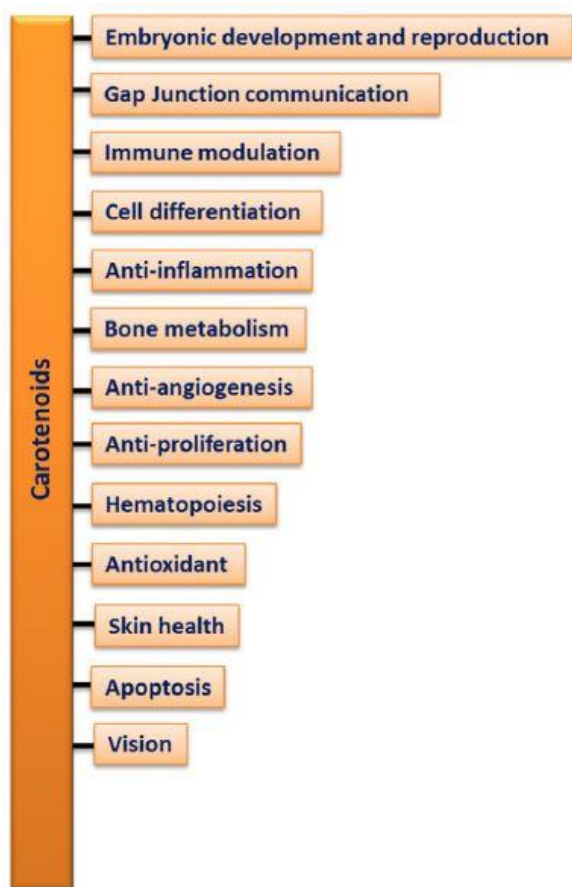 Carotenoids
Embryonic development and reproduction
Gap Junction communication
Immune modulation
Cell differentiation
Anti-inflammation
Bone metabolism
Anti-angiogenesis
Anti-proliferation
Hematopoiesis
Antioxidant
Skin health
Apoptosis
Vision